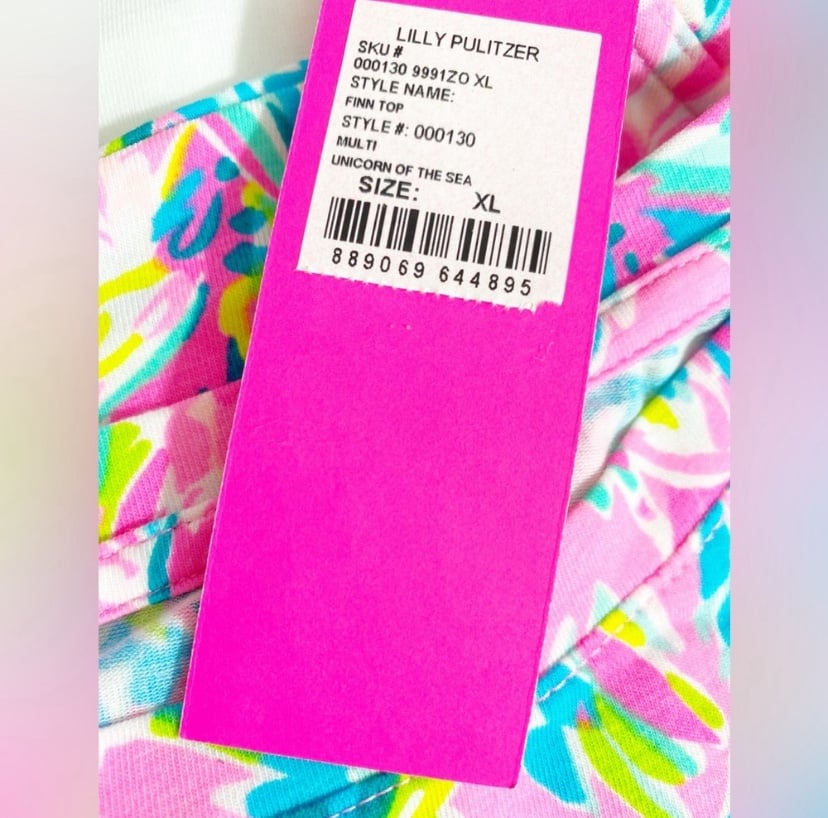 LILLY PULITZER
SKU #
000130 9991ZO XL
STYLE NAME:
FINN TOP
STYLE #: 000130
MULTI
UNICORN OF THE SEA
SIZE: XL
889069 644895